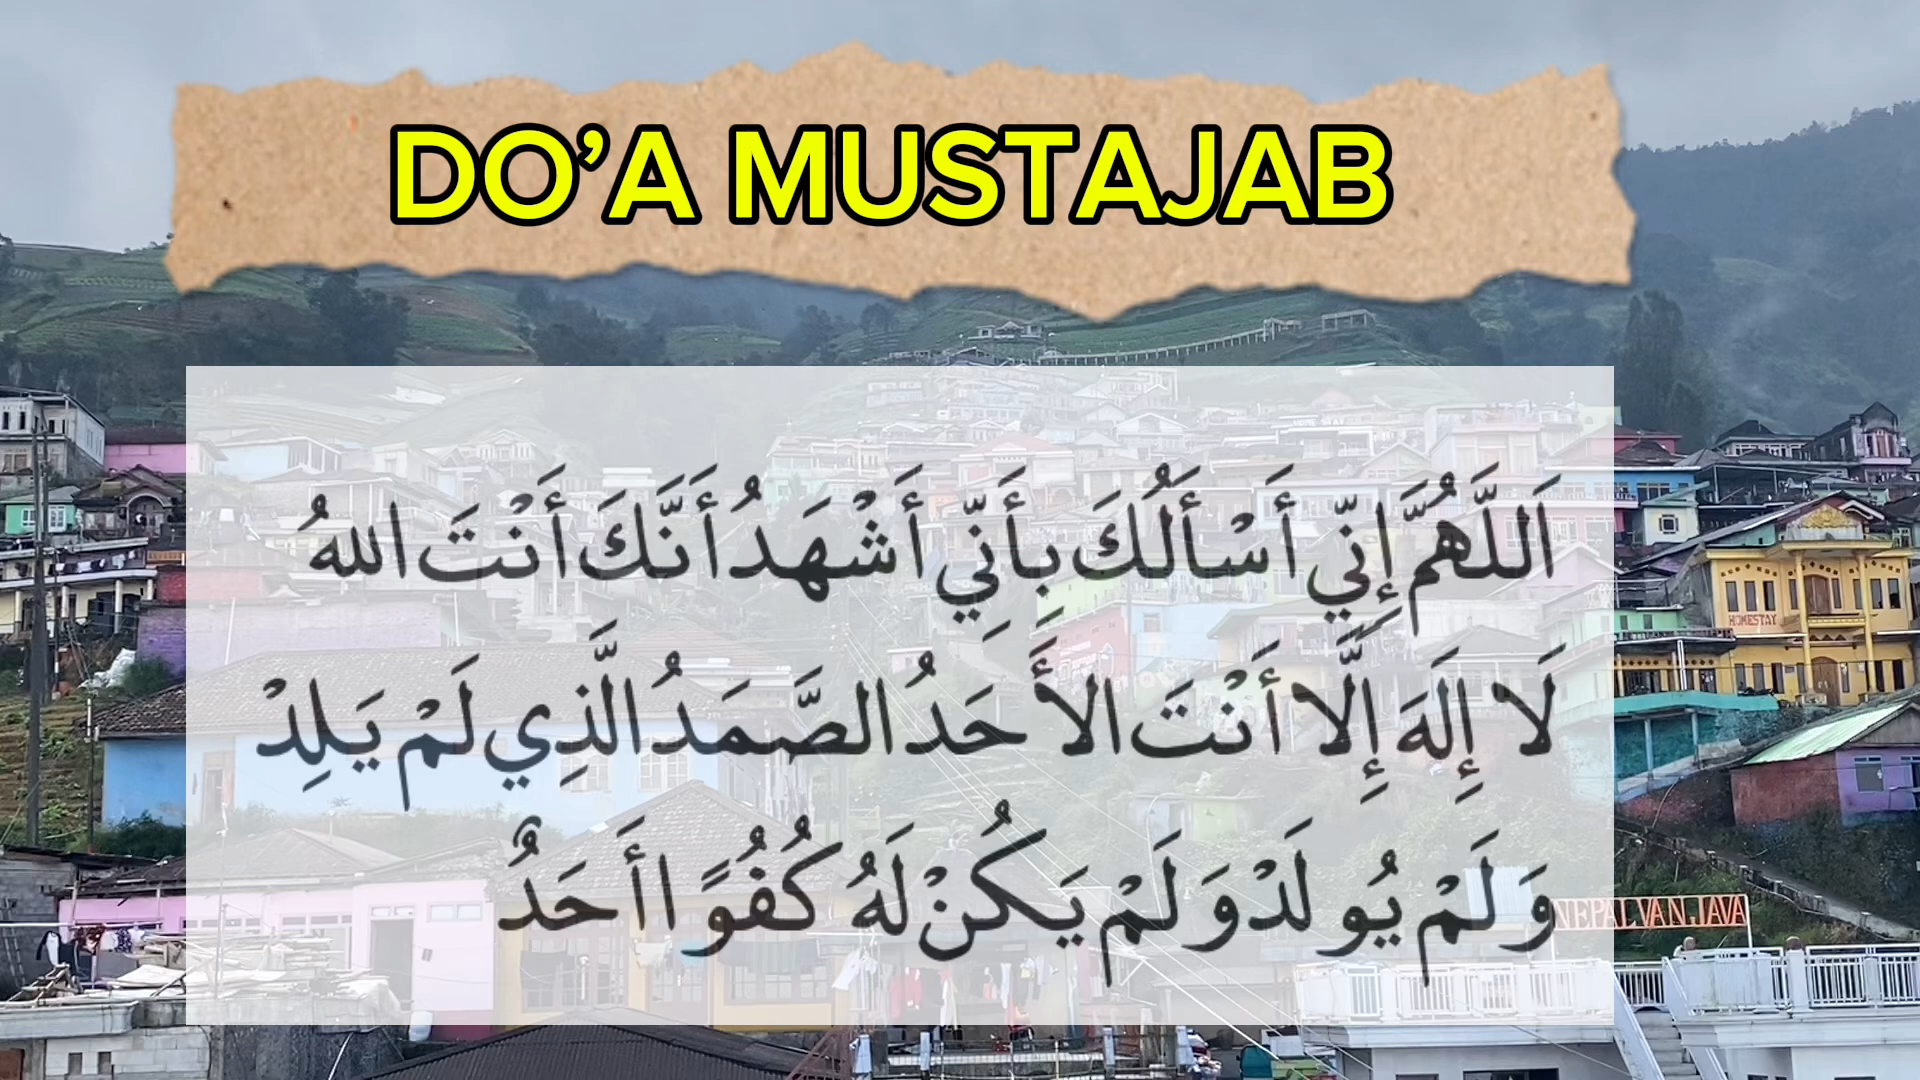 DO’A MUSTAJAB
اَللَّهُمَّ إِنِّي أَسْأَلُكَ بِأَنِّي أَشْهَدُ أَنَّكَ أَنْتَ اللهُ
لَا إِلَهَ إِلَّا أَنْتَ الأَحَدُ الصَّمَدُ الَّذِي لَمْ يَلِدْ
وَلَمْ يُولَدْ وَلَمْ يَكُنْ لَهُ كُفُوًا أَحَدٌ
HOMESTAY
NEPAL VAN JAVA